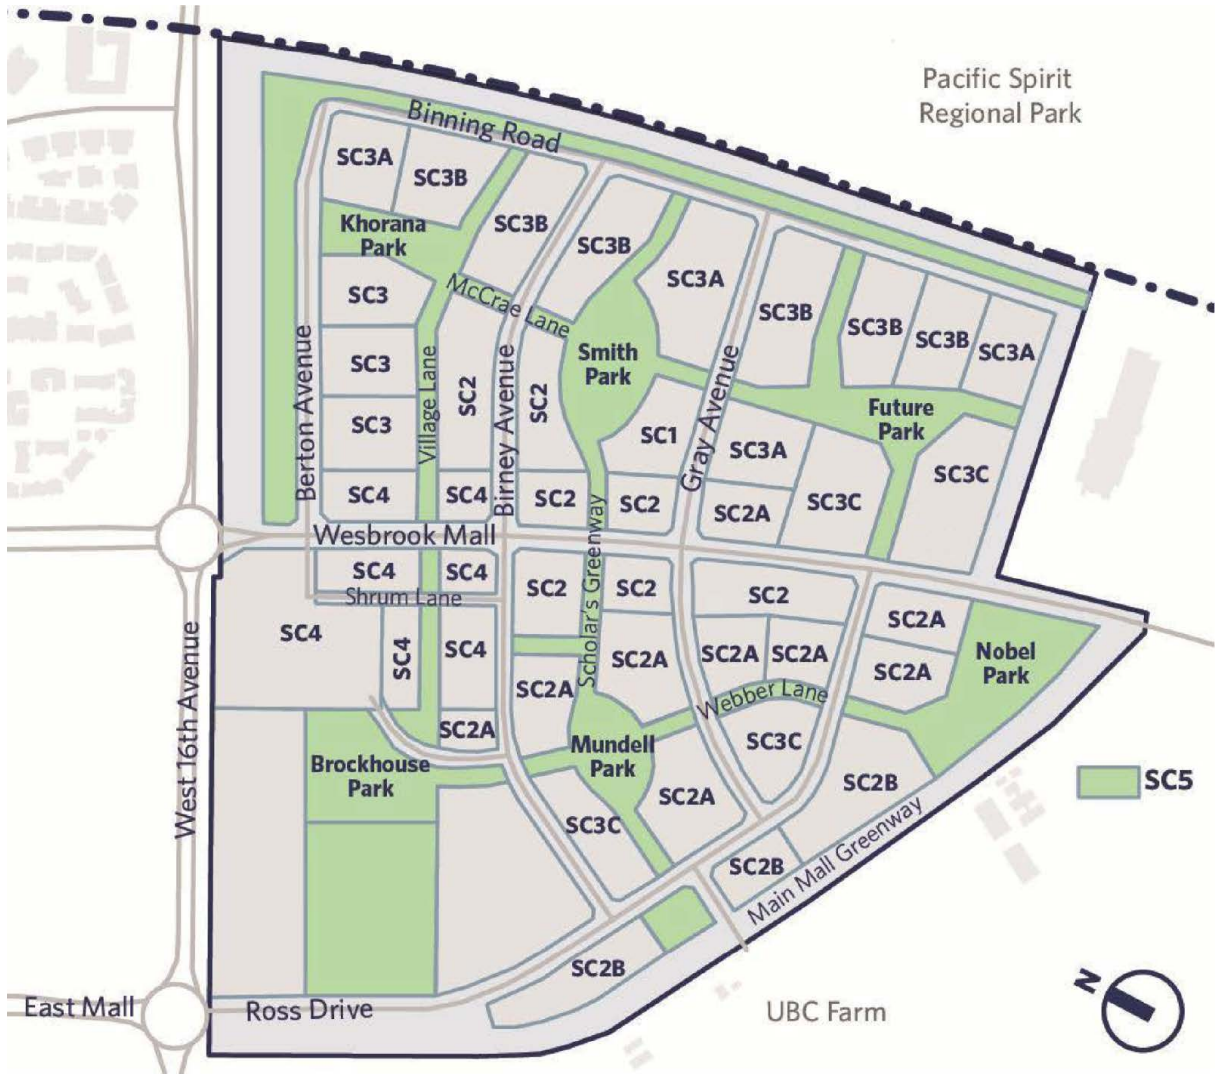 Pacific Spirit
Regional Park
Binning Road
SC3A
SC3B
SC3B
SC3B
SC3A
SC3B
SC3B
SC3B
SC3A
Khorana
Park
McCrae Lane
SC3
SC3
SC3
SC4
Berton Avenue
Village Lane
SC2
SC4
Birney Avenue
SC2
SC2
Smith
Park
SC1
SC2
Gray Avenue
SC3A
SC2A
SC3C
Future
Park
SC3C
Wesbrook Mall
SC4
SC4
Shrum Lane
SC4
SC4
SC4
SC2A
SC2
Scholar's Greenway
SC2
SC2
SC2A
SC2A
SC2A
SC2A
SC2A
SC2A
Nobel
Park
Webber Lane
West 16th Avenue
Brockhouse
Park
Mundell
Park
SC3C
SC2A
SC3C
SC2B
SC2B
Main Mall Greenway
SC5
SC2B
East Mall
Ross Drive
UBC Farm
N